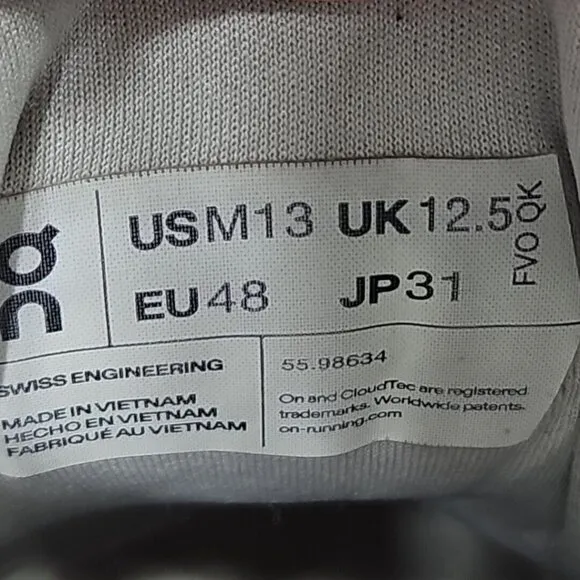 USM13 UK12.5
EU48 JP31
FVO QK
SWISS ENGINEERING
MADE IN VIETNAM
HECHO EN VIETNAM
FABRIQUÉ AU VIETNAM
55.98634
On and CloudTec are registered
trademarks. Worldwide patents.
on-running.com